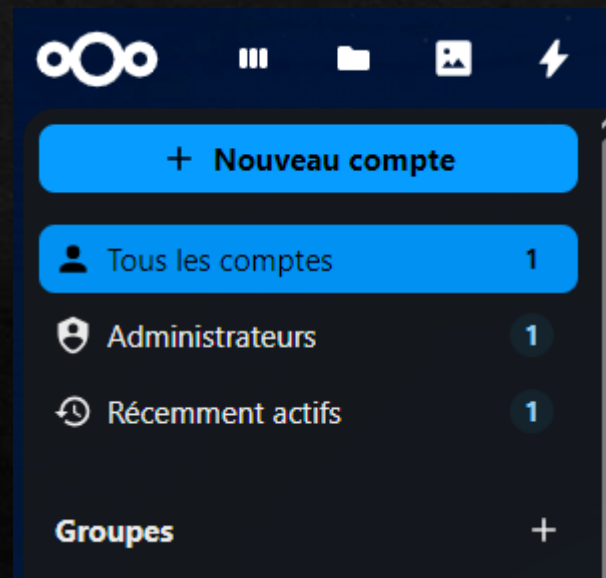 + Nouveau compte
Tous les comptes 1
Administrateurs 1
Récemment actifs 1
Groupes +